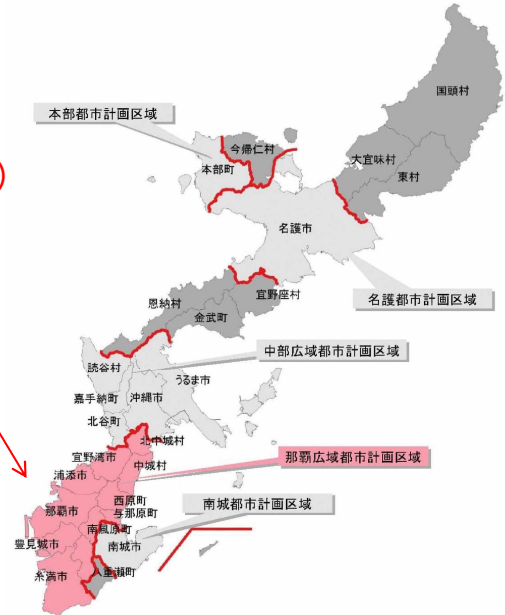 国頭村
本部都市計画区域
今帰仁村
大宜味村
本部町
東村
名護市
宜野座村
恩納村
名護都市計画区域
金武町
中部広域都市計画区域
読谷村
うるま市
嘉手納町
沖縄市
北谷町
北中城村
宜野湾市
中城村
那覇広域都市計画区域
浦添市
西原町
南城都市計画区域
那覇市
与那原町
南風原町
豊見城市
南城市
糸満市
八重瀬町